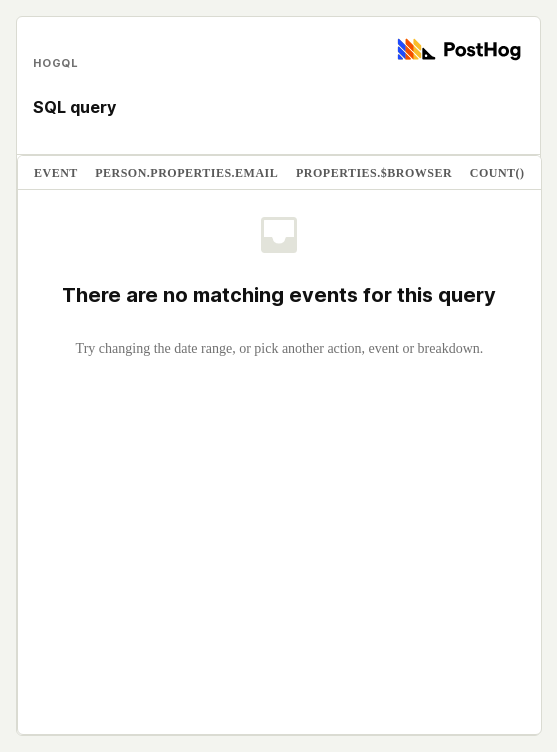 PostHog
HOGQL
SQL query
EVENT PERSON.PROPERTIES.EMAIL PROPERTIES.$BROWSER COUNT()
There are no matching events for this query
Try changing the date range, or pick another action, event or breakdown.